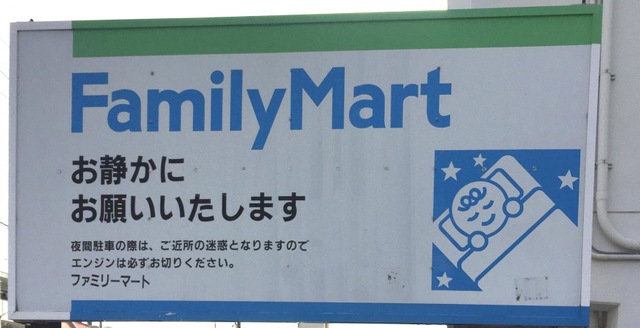 FamilyMart
お静かに
お願いいたします
夜間駐車の際は、ご近所の迷惑となりますので
エンジンは必ずお切りください。
ファミリーマート